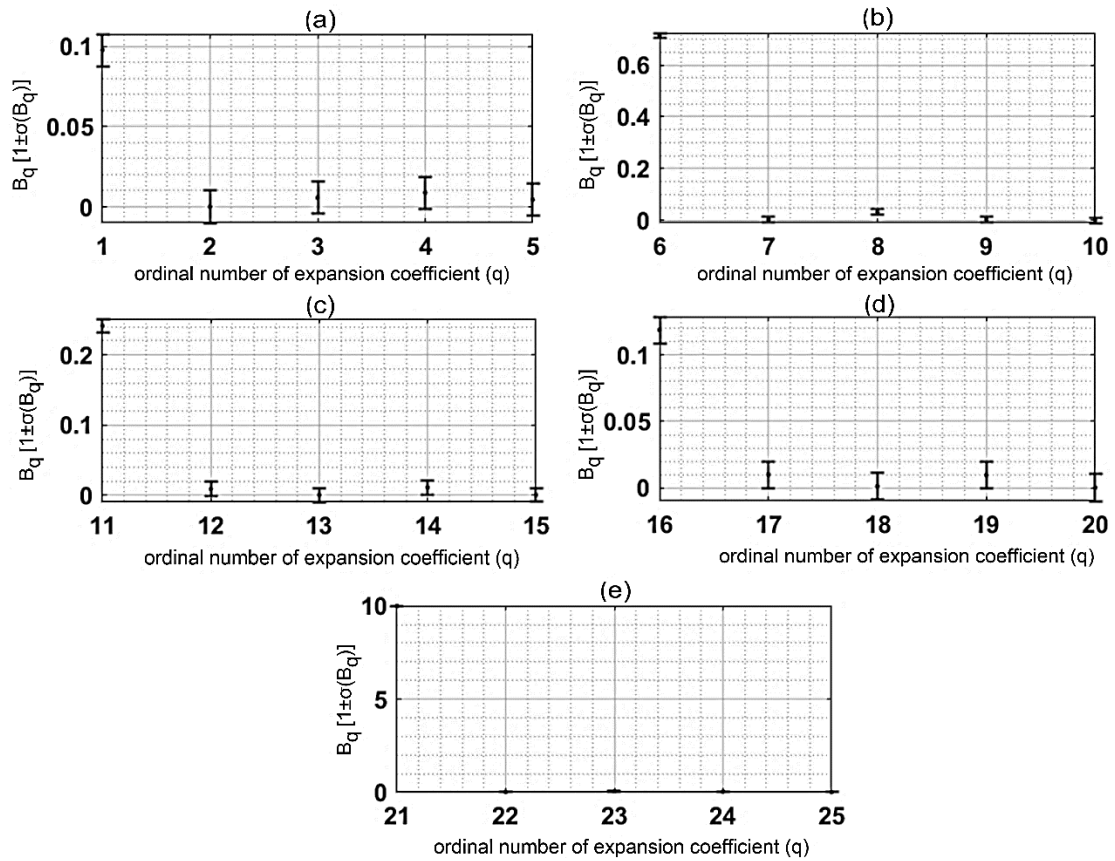 (a)
0.1
0.05
0
B_q [1±σ(B_q)]
1 2 3 4 5
ordinal number of expansion coefficient (q)
(b)
0.6
0.4
0.2
0
B_q [1±σ(B_q)]
6 7 8 9 10
ordinal number of expansion coefficient (q)
(c)
0.2
0.1
0
B_q [1±σ(B_q)]
11 12 13 14 15
ordinal number of expansion coefficient (q)
(d)
0.1
0.05
0
B_q [1±σ(B_q)]
16 17 18 19 20
ordinal number of expansion coefficient (q)
(e)
10
5
0
B_q [1±σ(B_q)]
21 22 23 24 25
ordinal number of expansion coefficient (q)